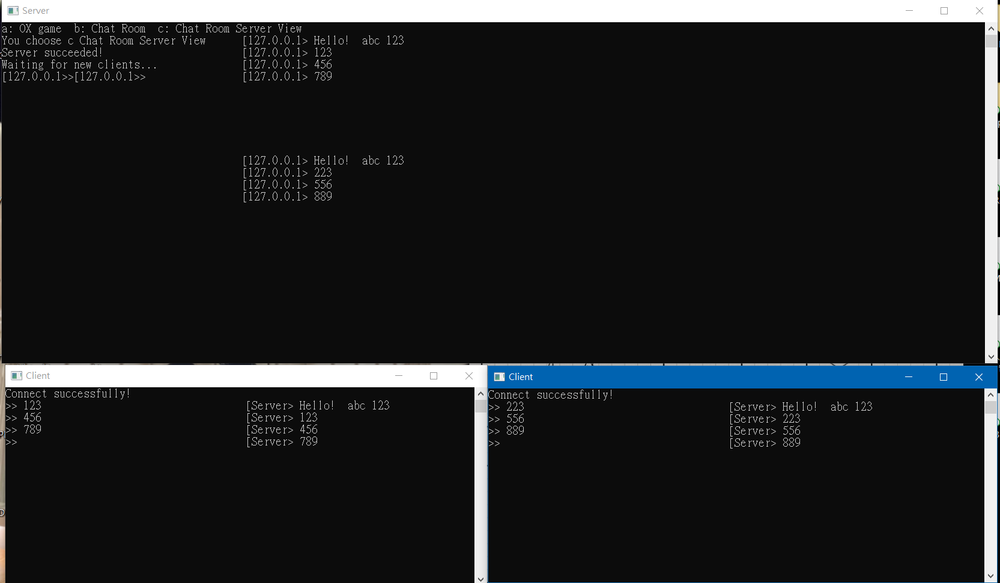 Server
a: OX game  b: Chat Room  c: Chat Room Server View
You choose c Chat Room Server View      [127.0.0.1> Hello!  abc 123
Server succeeded!                       [127.0.0.1> 123
Waiting for new clients...              [127.0.0.1> 456
[127.0.0.1>>[127.0.0.1>>                [127.0.0.1> 789
[127.0.0.1> Hello!  abc 123
[127.0.0.1> 223
[127.0.0.1> 556
[127.0.0.1> 889
Client
Connect successfully!
>> 123                                  [Server> Hello!  abc 123
>> 456                                  [Server> 123
>> 789                                  [Server> 456
>>                                      [Server> 789
Client
Connect successfully!
>> 223                                  [Server> Hello!  abc 123
>> 556                                  [Server> 223
>> 889                                  [Server> 556
>>                                      [Server> 889